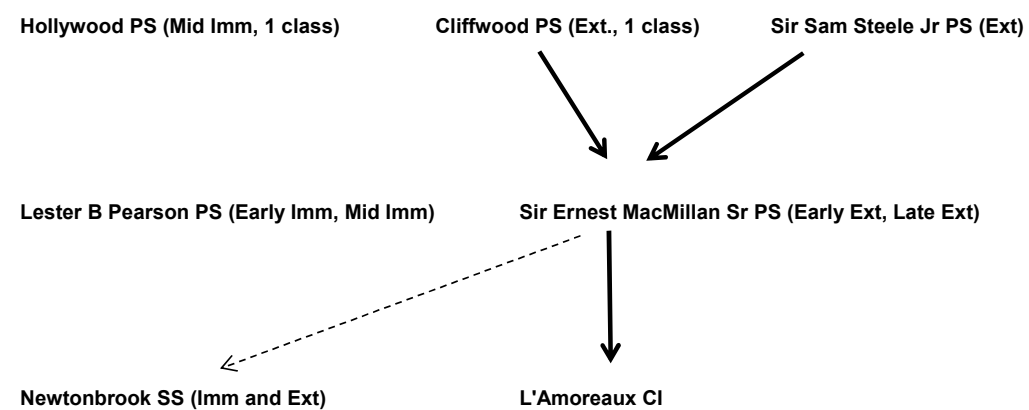 Hollywood PS (Mid Imm, 1 class) Cliffwood PS (Ext., 1 class) Sir Sam Steele Jr PS (Ext)
Lester B Pearson PS (Early Imm, Mid Imm) Sir Ernest MacMillan Sr PS (Early Ext, Late Ext)
Newtonbrook SS (Imm and Ext) L'Amoreaux CI